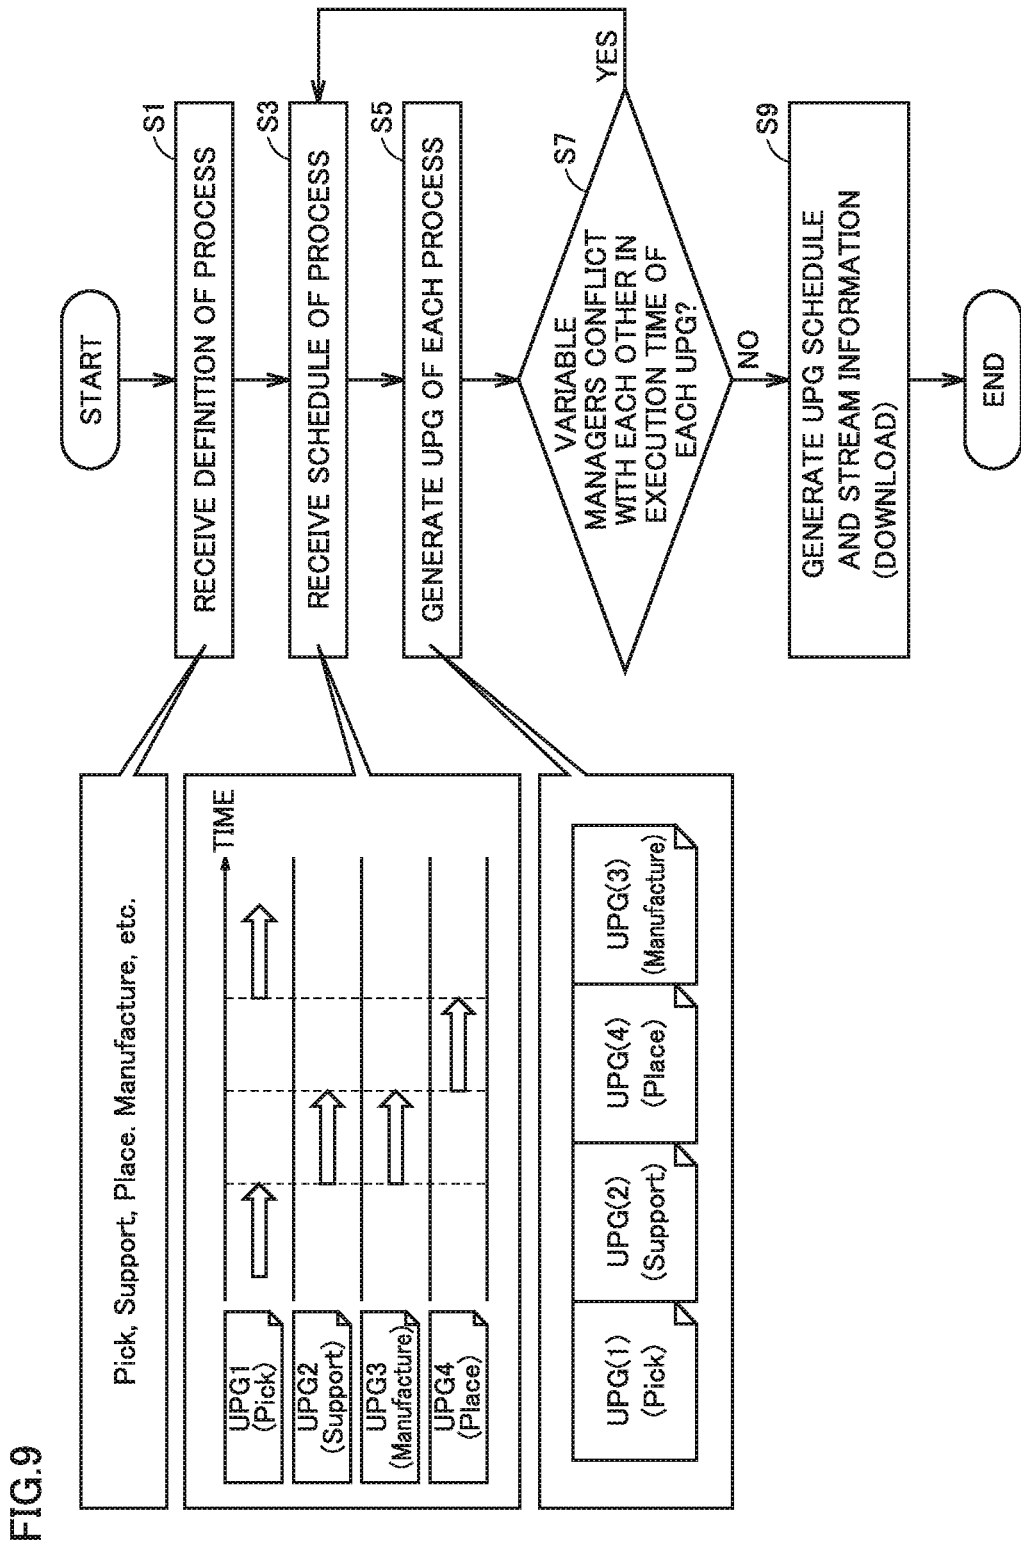 FIG.9
START
S1
RECEIVE DEFINITION OF PROCESS
Pick, Support, Place. Manufacture, etc.
S3
RECEIVE SCHEDULE OF PROCESS
TIME
UPG1
(Pick)
UPG2
(Support)
UPG3
(Manufacture)
UPG4
(Place)
S5
GENERATE UPG OF EACH PROCESS
UPG(1)
(Pick)
UPG(2)
(Support)
UPG(4)
(Place)
UPG(3)
(Manufacture)
S7
VARIABLE
MANAGERS CONFLICT
WITH EACH OTHER IN
EXECUTION TIME OF
EACH UPG?
YES
NO
S9
GENERATE UPG SCHEDULE
AND STREAM INFORMATION
(DOWNLOAD)
END